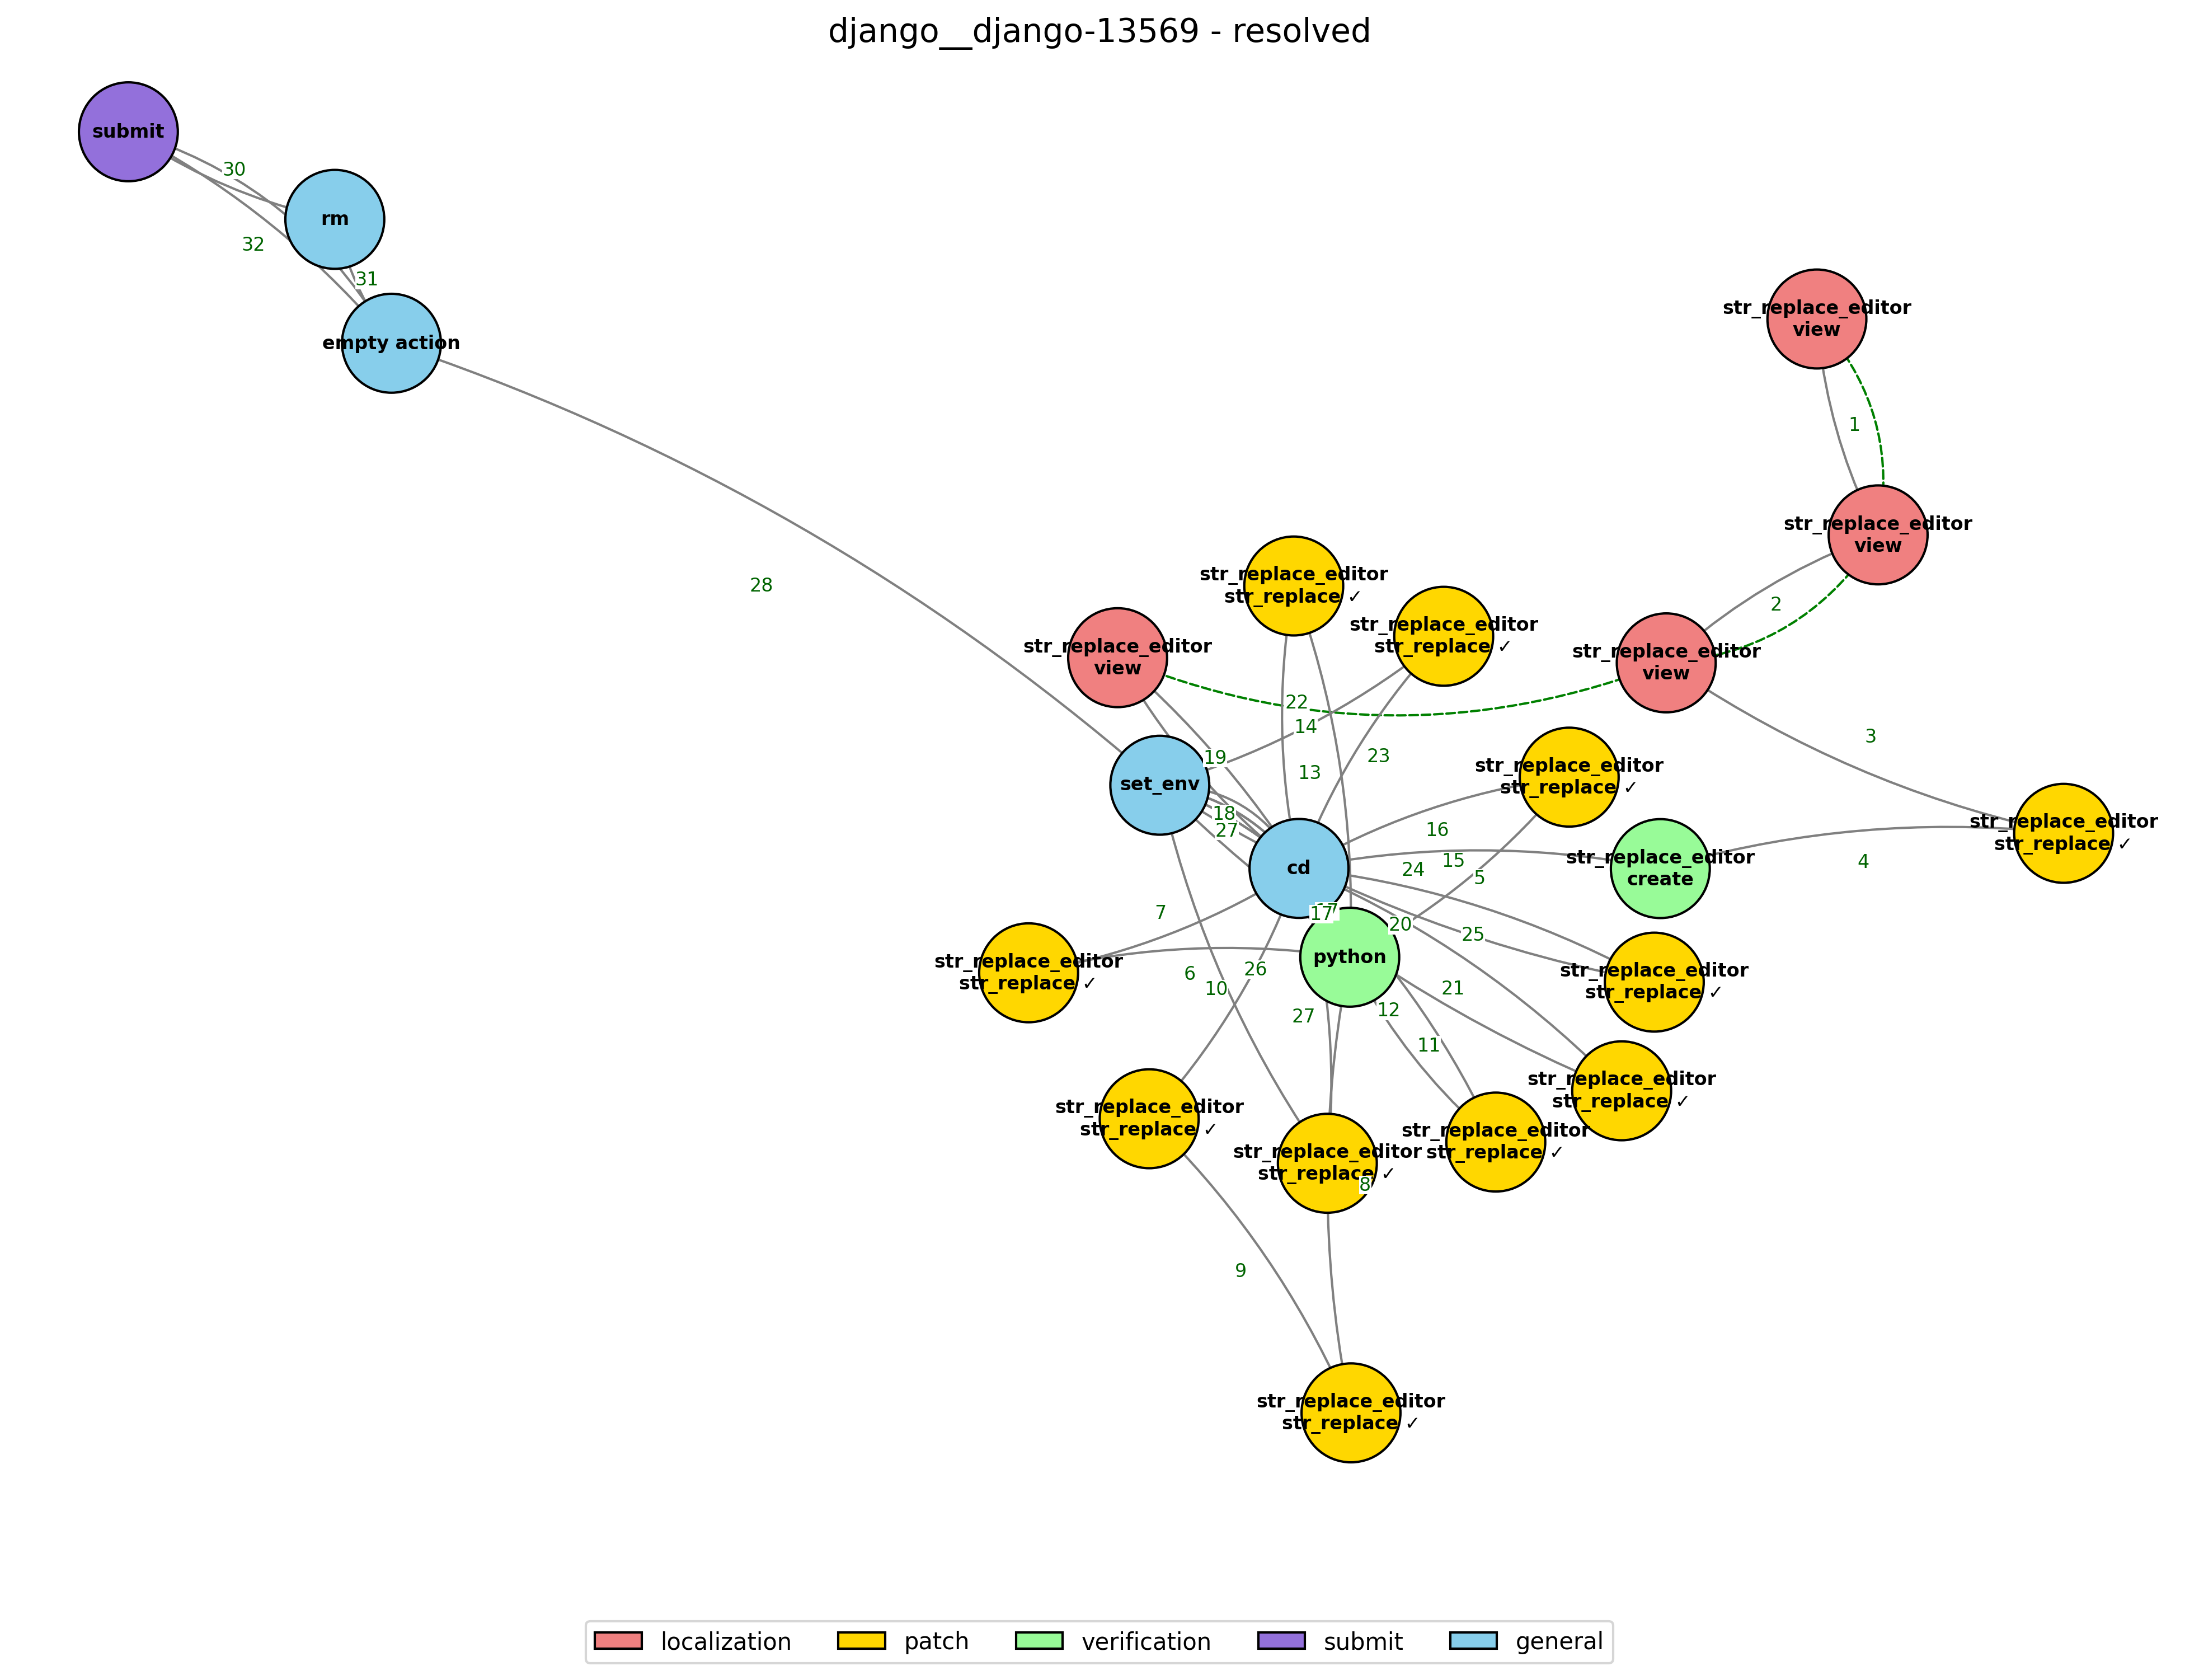 django__django-13569 - resolved
submit
30
rm
32
31
empty action
str_replace_editor
view
1
str_replace_editor
view
28
str_replace_editor
str_replace ✓
2
str_replace_editor
str_replace ✓
str_replace_editor
view
str_replace_editor
view
22
14
3
23
19
13
str_replace_editor
str_replace ✓
set_env
18
27
16
str_replace_editor
str_replace ✓
cd
15
24
5
str_replace_editor
create
4
7
17
20
25
python
6
26
10
str_replace_editor
str_replace ✓
str_replace_editor
str_replace ✓
21
27
12
11
str_replace_editor
str_replace ✓
str_replace_editor
str_replace ✓
str_replace_editor
str_replace ✓
str_replace_editor
str_replace ✓
8
9
str_replace_editor
str_replace ✓
localization
patch
verification
submit
general